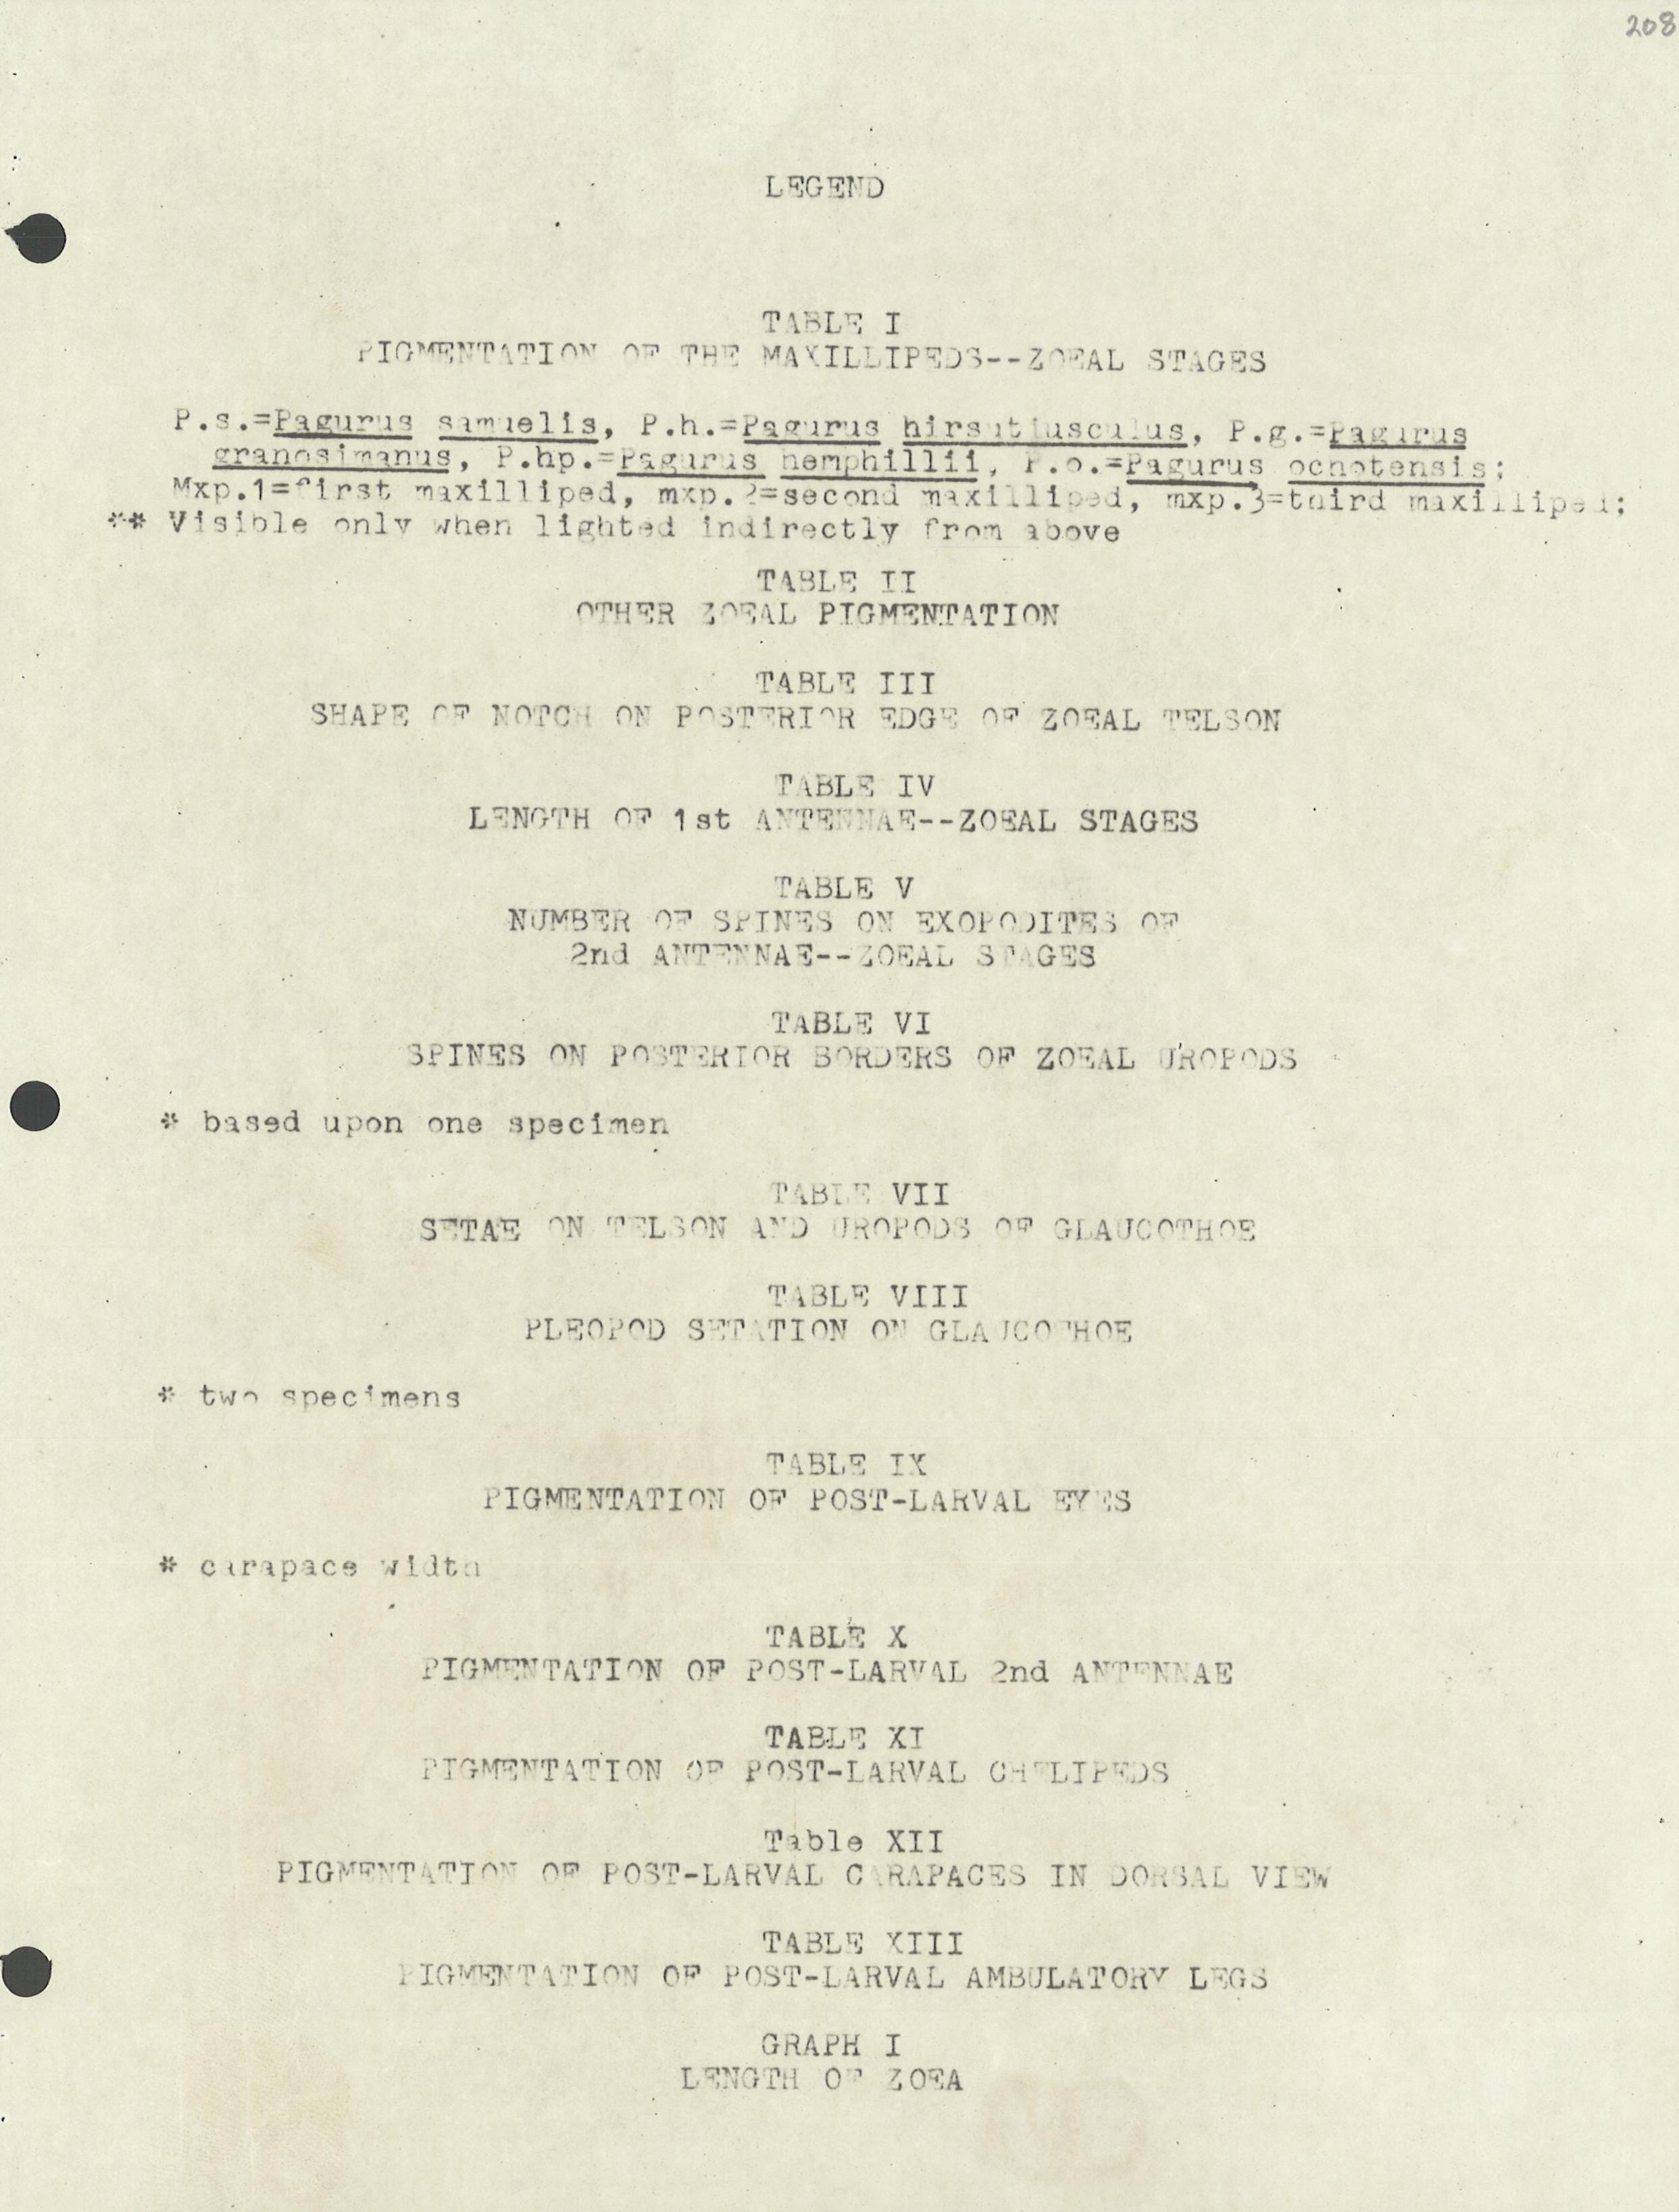 208
LEGEND
TABLE I
PIGMENTATION OF THE MAXILLIPEDS--ZOEAL STAGES
P.s.=Pagurus samuelis, P.h.=Pagurus hirsutiusculus, P.g.=Pagurus
granosimanus, P.hp.=Pagurus hemphillii, P.o.=Pagurus ochotensis;
Mxp.1=first maxilliped, mxp.2=second maxilliped, mxp.3=third maxilliped;
** Visible only when lighted indirectly from above
TABLE II
OTHER ZOEAL PIGMENTATION
TABLE III
SHAPE OF NOTCH ON POSTERIOR EDGE OF ZOEAL TELSON
TABLE IV
LENGTH OF 1st ANTENNAE--ZOEAL STAGES
TABLE V
NUMBER OF SPINES ON EXOPODITES OF
2nd ANTENNAE--ZOEAL STAGES
TABLE VI
SPINES ON POSTERIOR BORDERS OF ZOEAL UROPODS
* based upon one specimen
TABLE VII
SETAE ON TELSON AND UROPODS OF GLAUCOTHOE
TABLE VIII
PLEOPOD SETATION ON GLAUCOTHOE
* two specimens
TABLE IX
PIGMENTATION OF POST-LARVAL EYES
* carapace width
TABLE X
PIGMENTATION OF POST-LARVAL 2nd ANTENNAE
TABLE XI
PIGMENTATION OF POST-LARVAL CHELIPEDS
Table XII
PIGMENTATION OF POST-LARVAL CARAPACES IN DORSAL VIEW
TABLE XIII
PIGMENTATION OF POST-LARVAL AMBULATORY LEGS
GRAPH I
LENGTH OF ZOEA